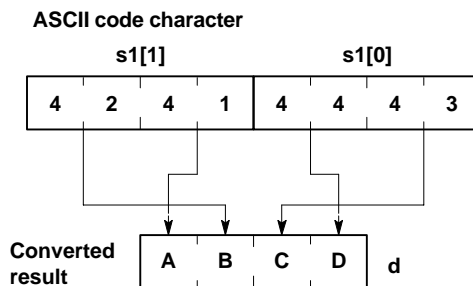 ASCII code character
s1[1] s1[0]
4 2 4 1 4 4 4 3
Converted
result
A B C D d